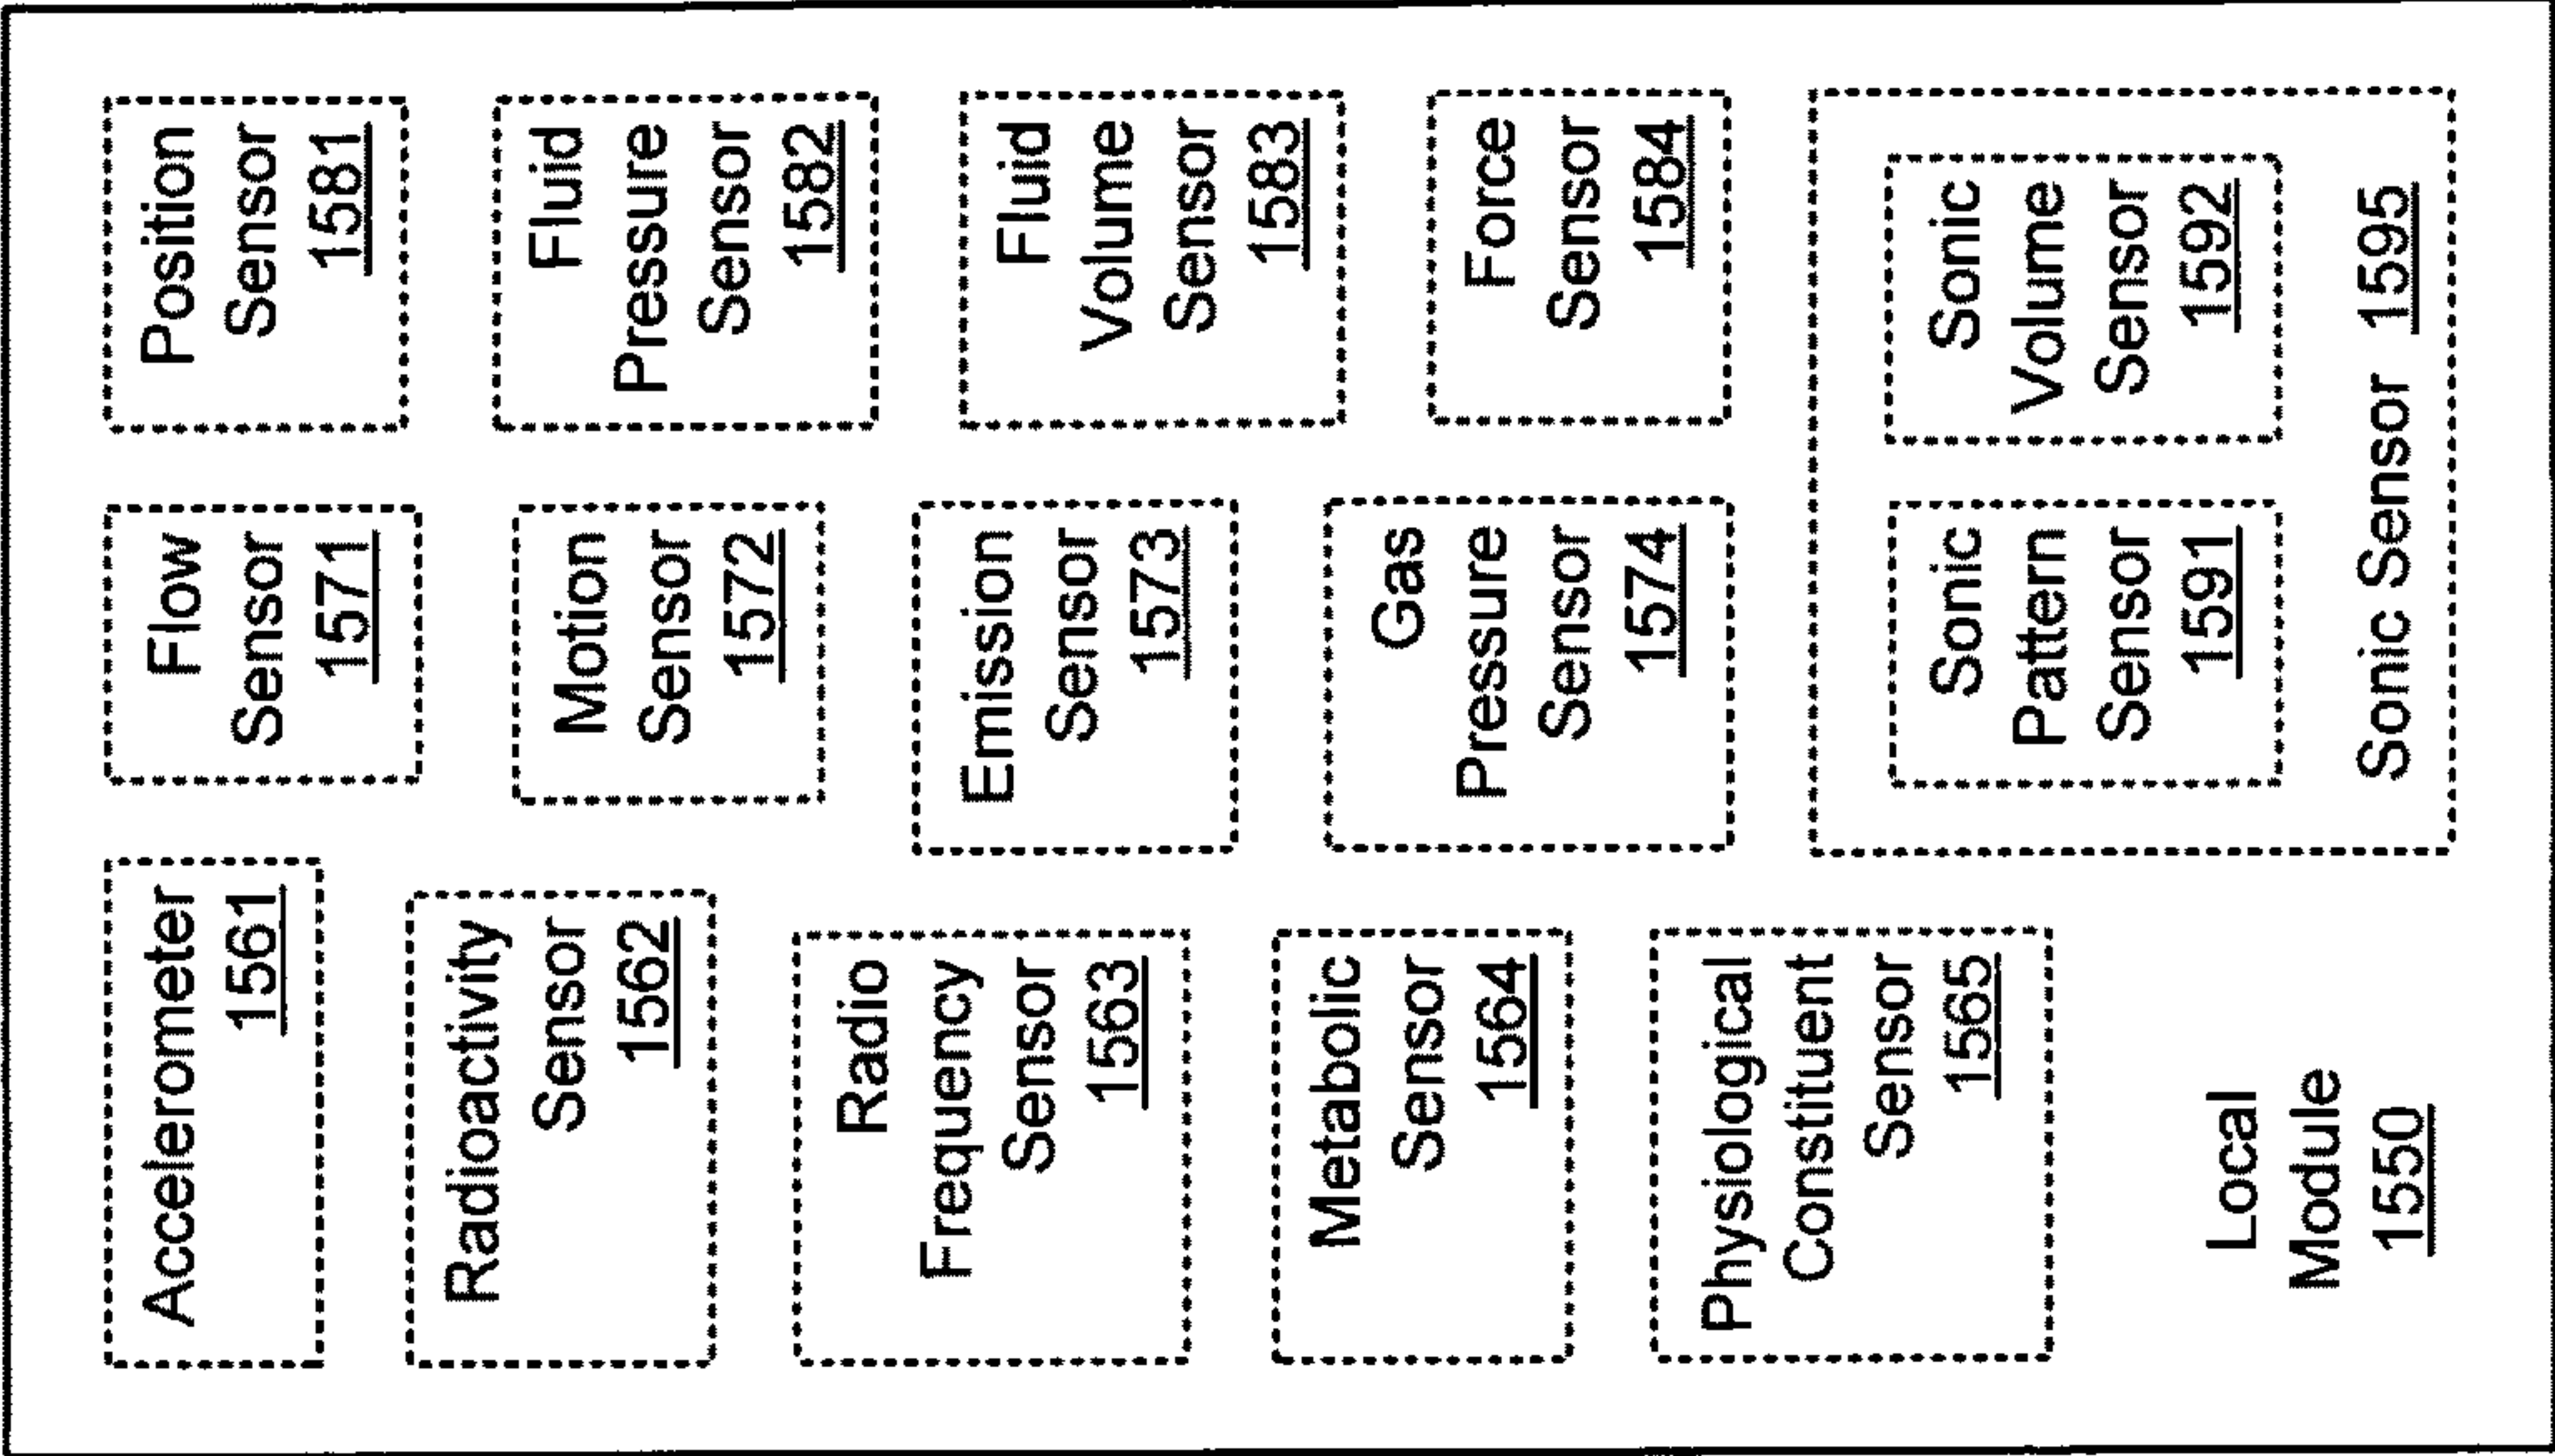 Accelerometer
1561
Radioactivity
Sensor
1562
Radio
Frequency
Sensor
1563
Metabolic
Sensor
1564
Physiological
Constituent
Sensor
1565
Local
Module
1550
Flow
Sensor
1571
Motion
Sensor
1572
Emission
Sensor
1573
Gas
Pressure
Sensor
1574
Position
Sensor
1581
Fluid
Pressure
Sensor
1582
Fluid
Volume
Sensor
1583
Force
Sensor
1584
Sonic
Pattern
Sensor
1591
Sonic
Volume
Sensor
1592
Sonic Sensor 1595